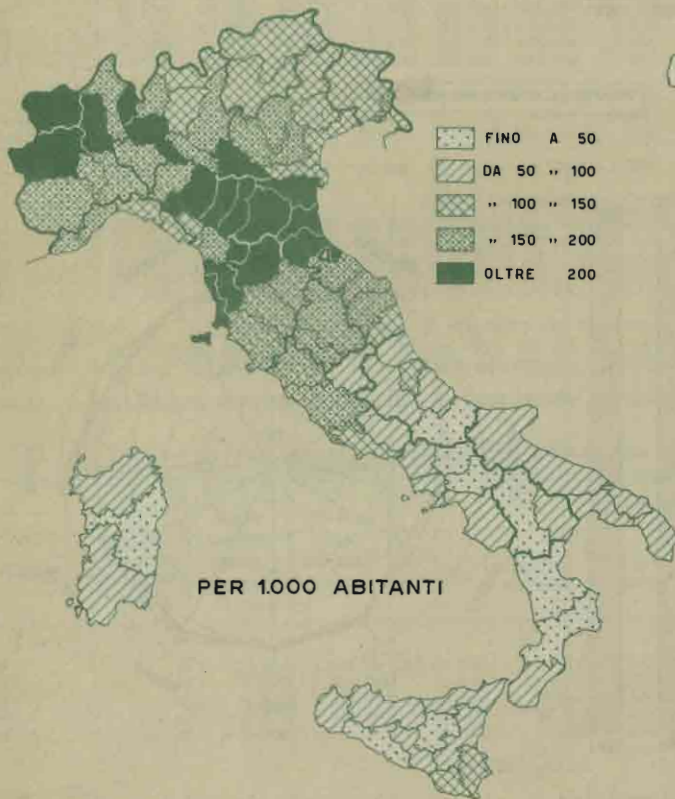 FINO A 50
DA 50 „ 100
„ 100 „ 150
„ 150 „ 200
OLTRE 200
PER 1.000 ABITANTI